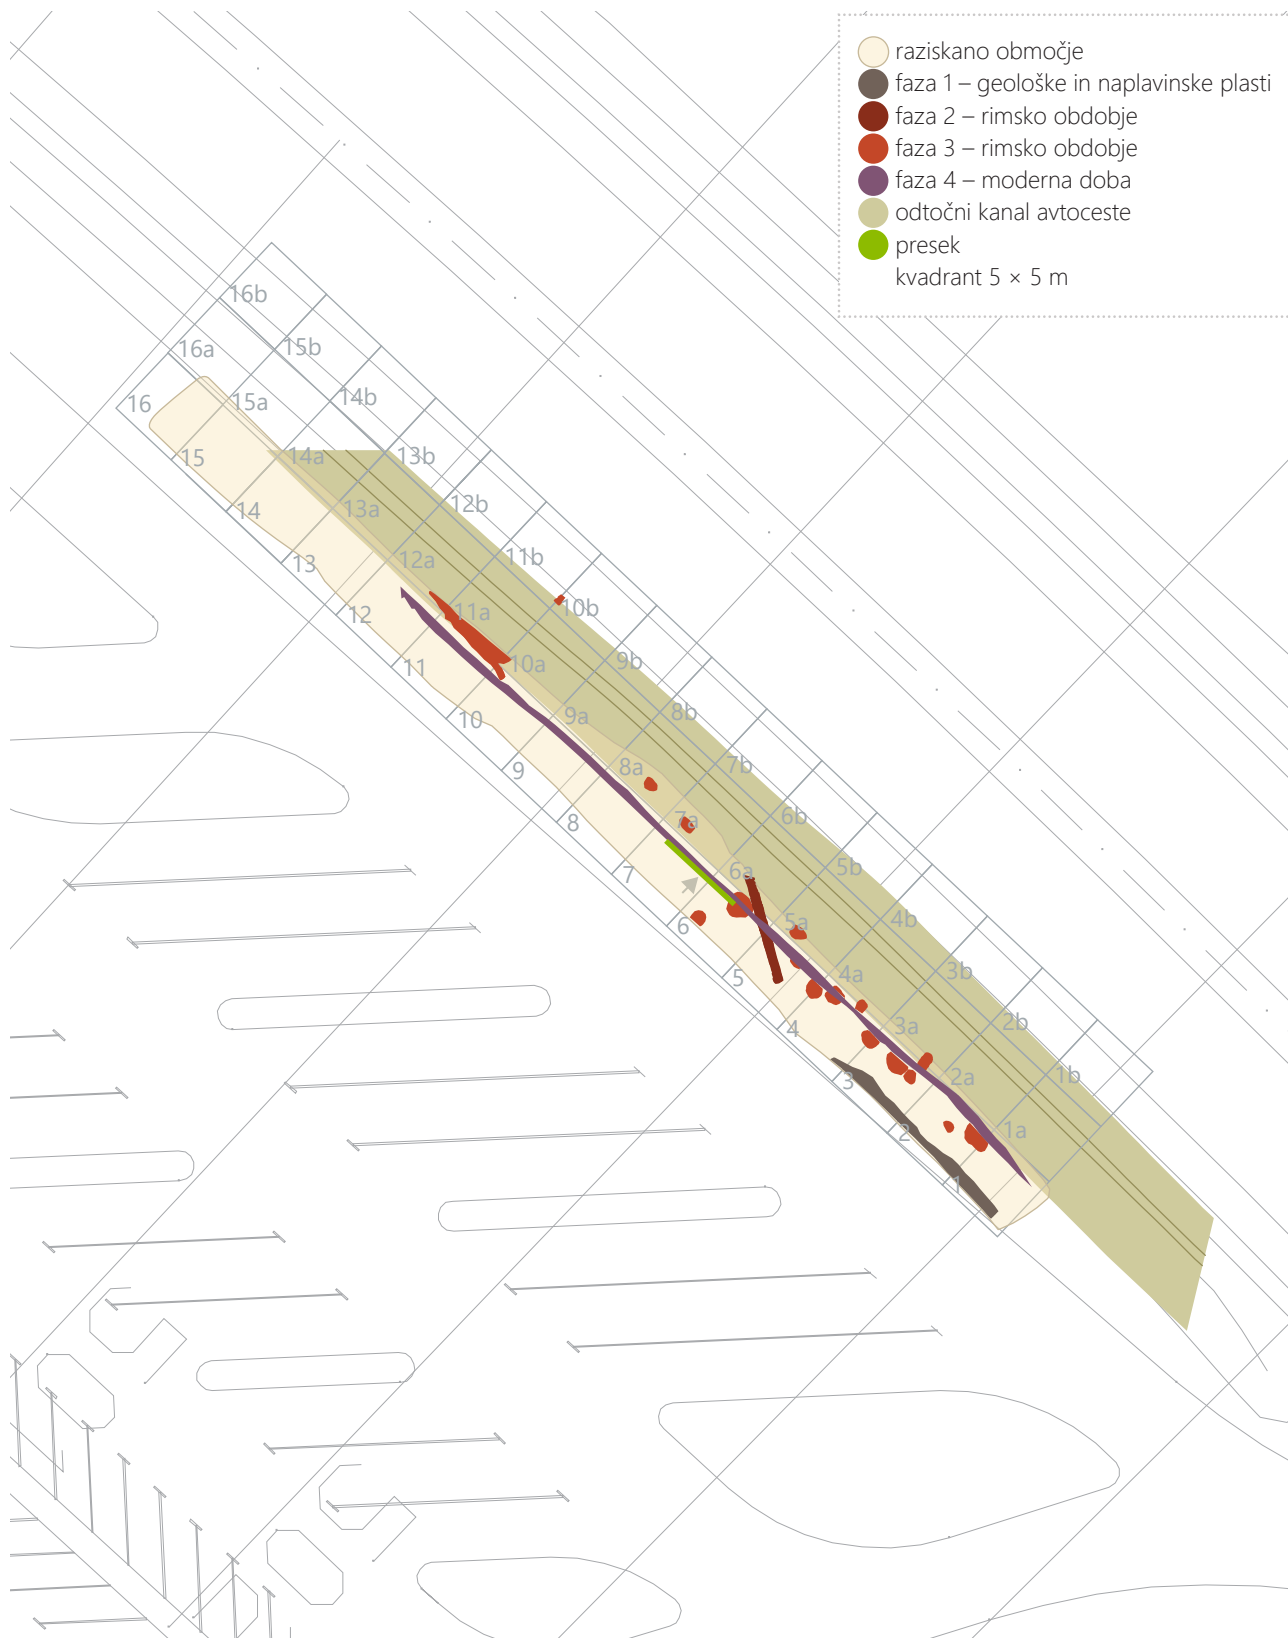 raziskano območje
faza 1 – geološke in naplavinske plasti
faza 2 – rimsko obdobje
faza 3 – rimsko obdobje
faza 4 – moderna doba
odtočni kanal avtoceste
presek
kvadrant 5 × 5 m
16b
16a
15b
16
15a
14b
15
14a
13b
14
13a
12b
13
12a
11b
12
11a
10b
11
10a
9b
10
9a
8b
9
8a
7b
8
7a
6b
7
6a
5b
6
5a
4b
5
4a
3b
4
3a
2b
3
2a
1b
2
1a
1